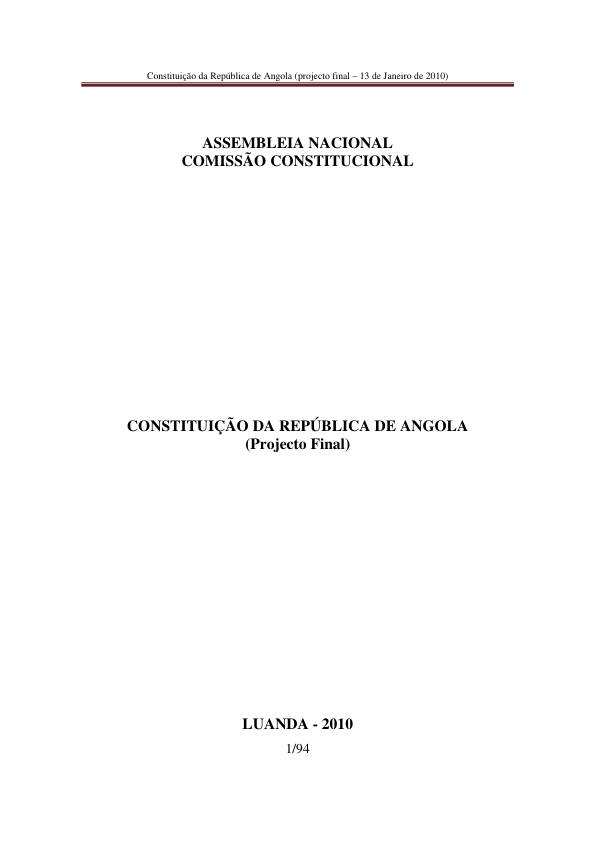 Constituição da República de Angola (projecto final – 13 de Janeiro de 2010)
ASSEMBLEIA NACIONAL
COMISSÃO CONSTITUCIONAL
CONSTITUIÇÃO DA REPÚBLICA DE ANGOLA
(Projecto Final)
LUANDA - 2010
1/94